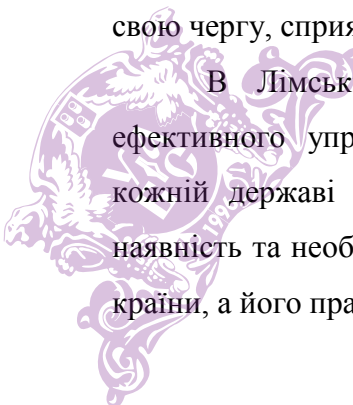 свою чергу, сприя
В Лімськ
ефективного упр
кожній державі
наявність та необ
країни, а його пра